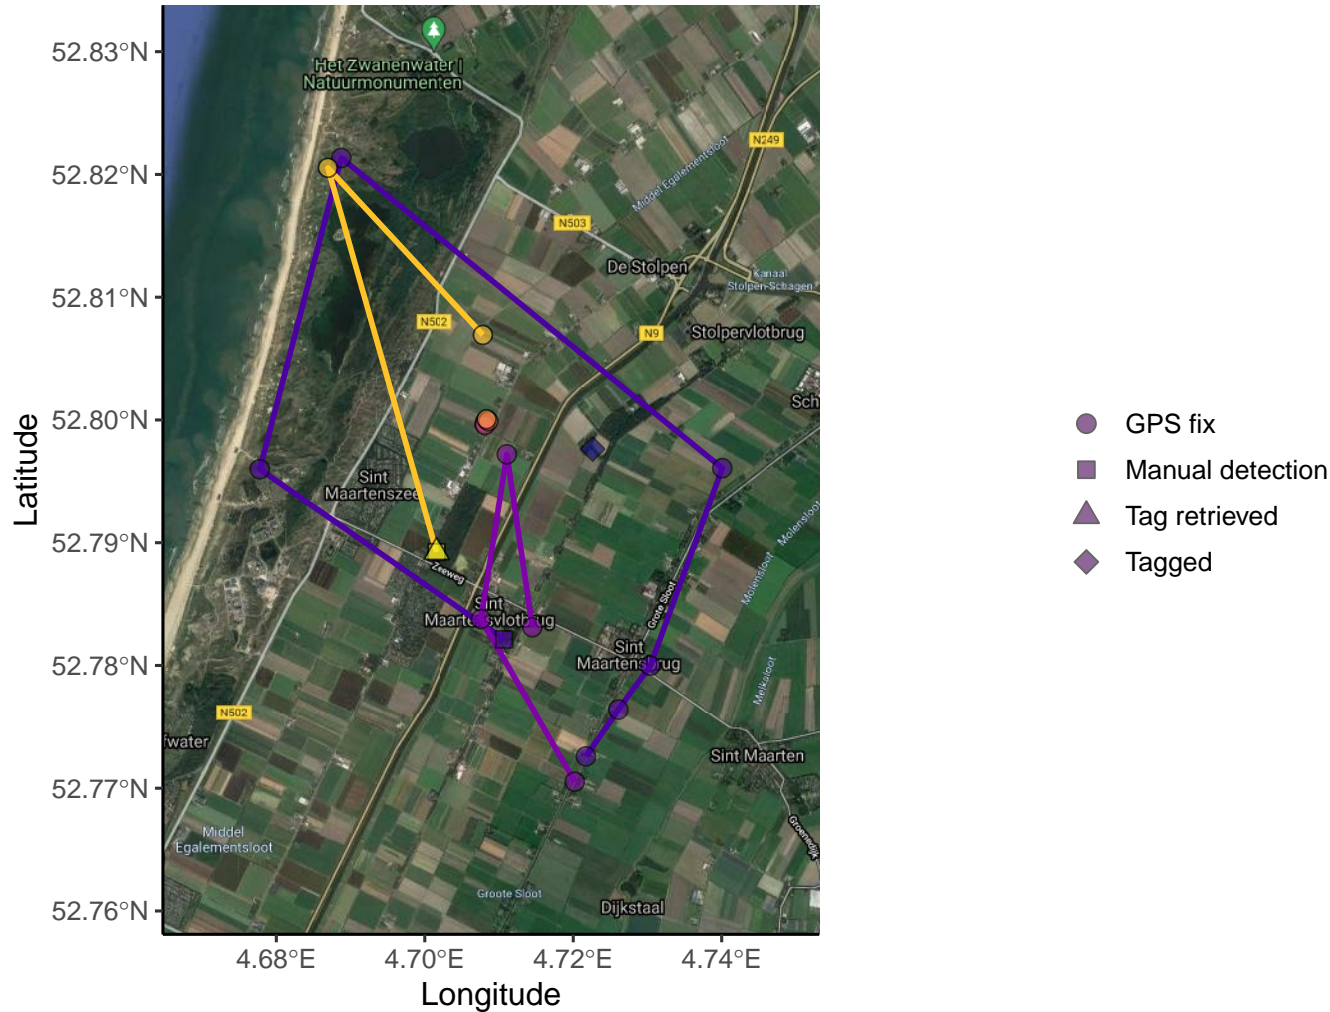 52.83°N
52.82°N
52.81°N
52.80°N
52.79°N
52.78°N
52.77°N
52.76°N
Latitude
4.68°E
4.70°E
4.72°E
4.74°E
Longitude
Het Zwanenwater |
Natuurmonumenten
N249
Middel Egalementsloot
N503
De Stolpen
Kanaal
Stolpen-Schagen
N502
N9
Stolpervlotbrug
Sch
Sint
Maartenszee
Molensloot
Zeeweg
Molensloot
Grote Sloot
Sint
Maartensvlotbrug
Sint
Maartensbrug
Melksloot
N502
fwater
Sint Maarten
Middel
Egalementsloot
Groenedijk
Groote Sloot
Dijkstaal
GPS fix
Manual detection
Tag retrieved
Tagged